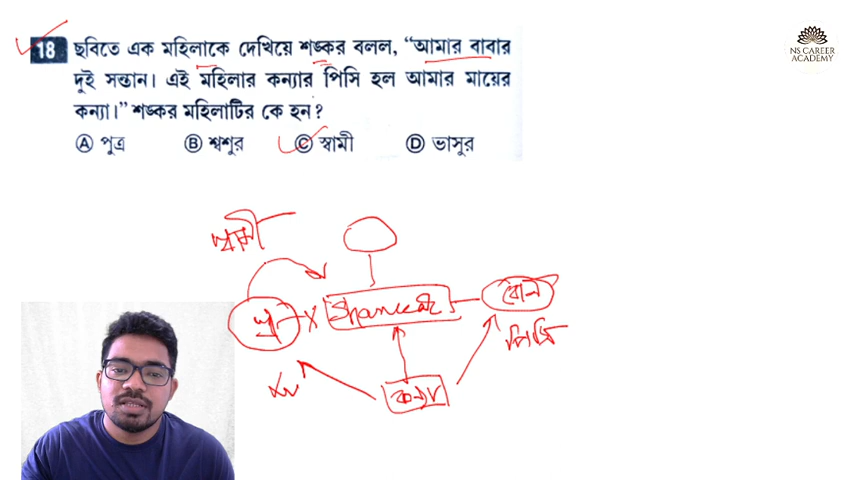 NS CAREER
ACADEMY
18 ছবিতে এক মহিলাকে দেখিয়ে শঙ্কর বলল, “আমার বাবার
দুই সন্তান। এই মহিলার কন্যার পিসি হল আমার মায়ের
কন্যা।” শঙ্কর মহিলাটির কে হন?
Ⓐ পুত্র Ⓑ শ্বশুর Ⓒ স্বামী Ⓓ ভাসুর
স্বামী
বোন
পিসি
কন্যা